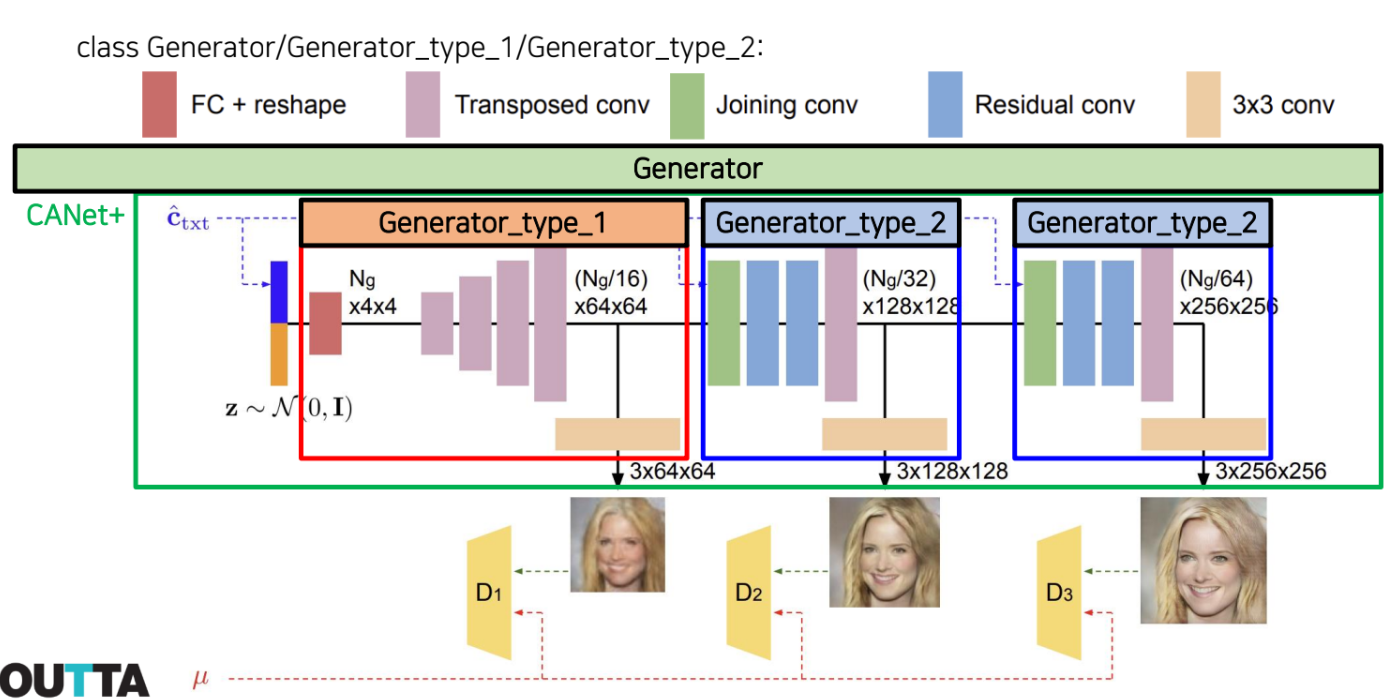 class Generator/Generator_type_1/Generator_type_2:
FC + reshape
Transposed conv
Joining conv
Residual conv
3x3 conv
Generator
CANet+
ĉtxt
Generator_type_1
Generator_type_2
Generator_type_2
Ng
x4x4
(Ng/16)
x64x64
(Ng/32)
x128x128
(Ng/64)
x256x256
z ∼ N(0, I)
3x64x64
3x128x128
3x256x256
D1
D2
D3
OUTTA
μ